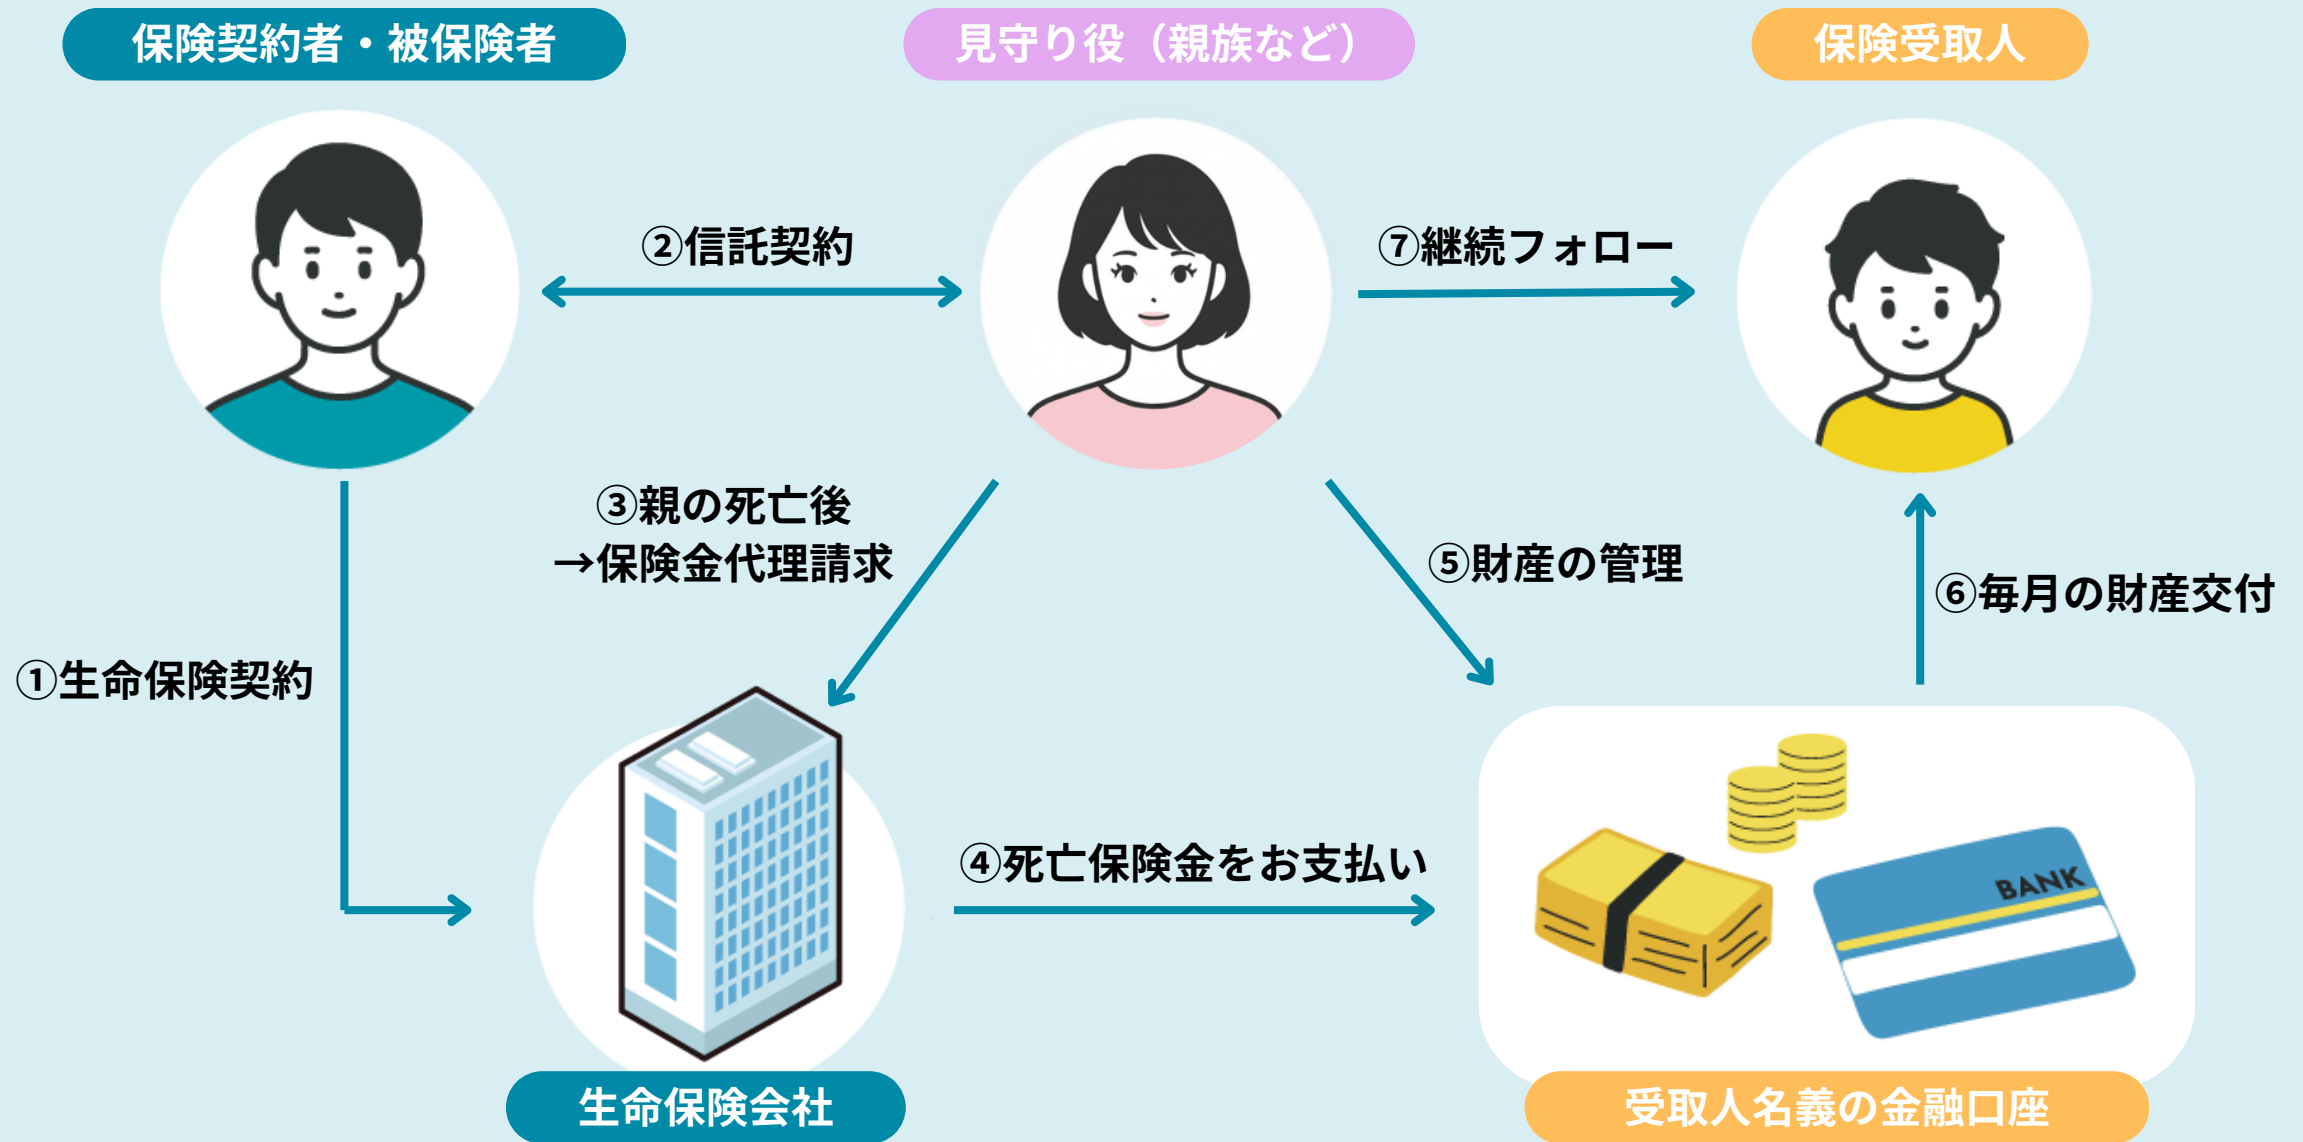 保険契約者・被保険者
見守り役（親族など）
保険受取人
②信託契約
⑦継続フォロー
③親の死亡後
→保険金代理請求
⑤財産の管理
⑥毎月の財産交付
①生命保険契約
④死亡保険金をお支払い
BANK
生命保険会社
受取人名義の金融口座